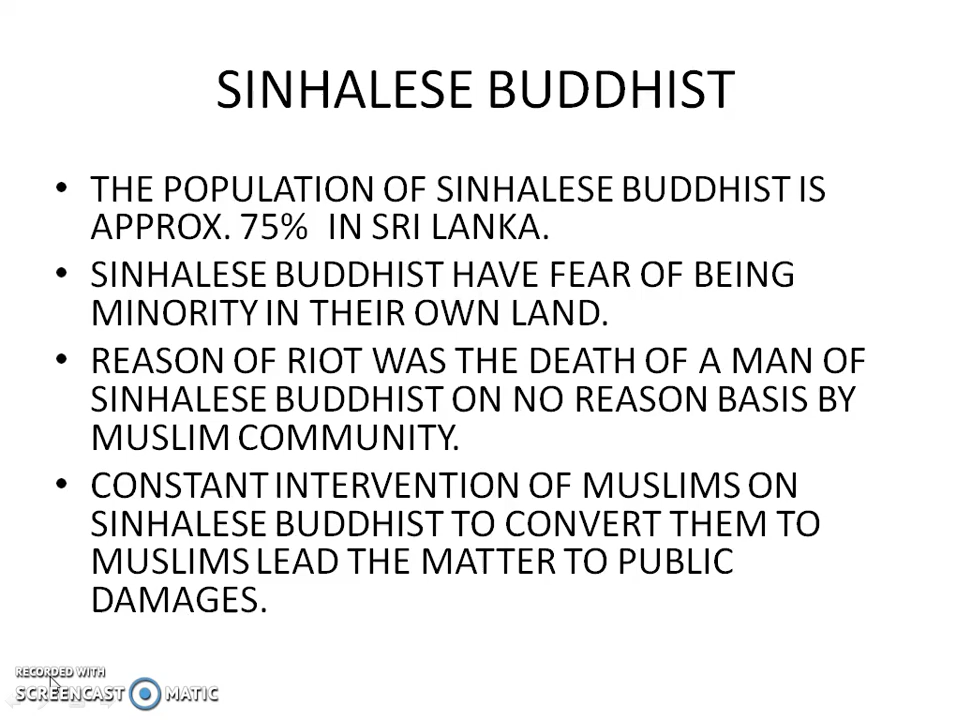 SINHALESE BUDDHIST
• THE POPULATION OF SINHALESE BUDDHIST IS
APPROX. 75% IN SRI LANKA.
• SINHALESE BUDDHIST HAVE FEAR OF BEING
MINORITY IN THEIR OWN LAND.
• REASON OF RIOT WAS THE DEATH OF A MAN OF
SINHALESE BUDDHIST ON NO REASON BASIS BY
MUSLIM COMMUNITY.
• CONSTANT INTERVENTION OF MUSLIMS ON
SINHALESE BUDDHIST TO CONVERT THEM TO
MUSLIMS LEAD THE MATTER TO PUBLIC
DAMAGES.
RECORDED WITH
SCREENCAST MATIC